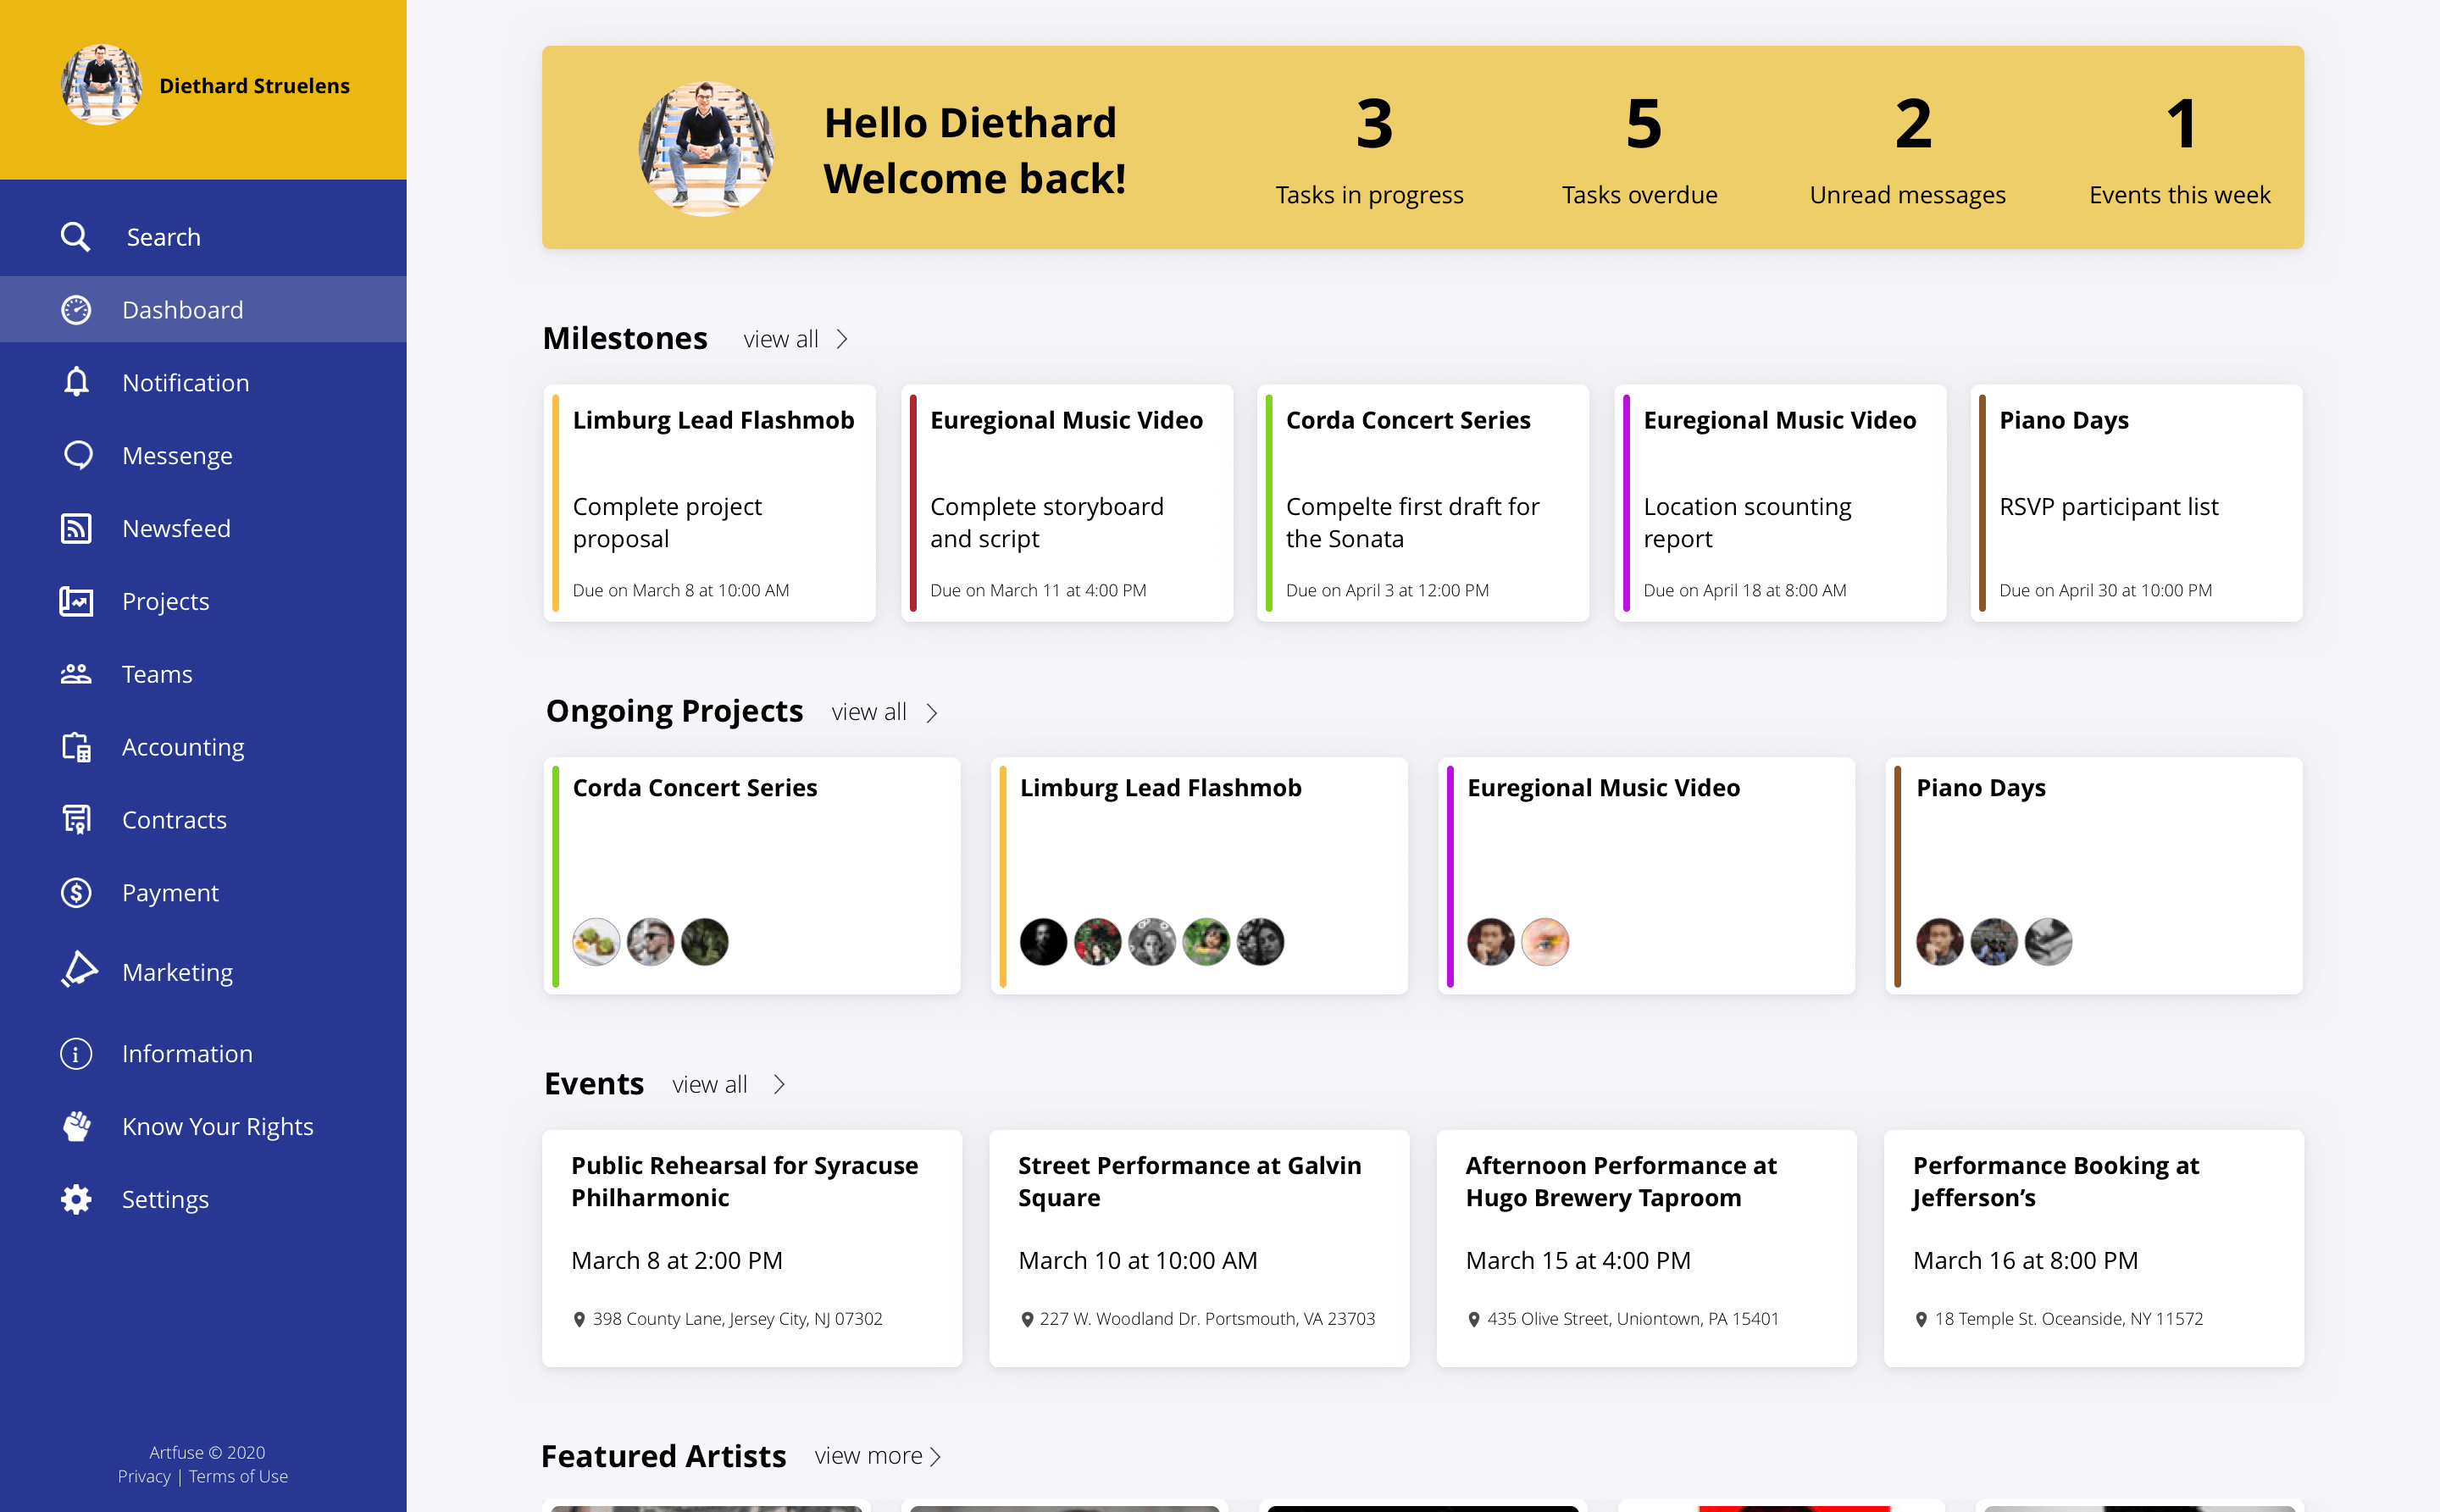 Diethard Struelens
Search
Dashboard
Notification
Messenge
Newsfeed
Projects
Teams
Accounting
Contracts
Payment
Marketing
Information
Know Your Rights
Settings
Artfuse © 2020
Privacy | Terms of Use
Hello Diethard
Welcome back!
3
Tasks in progress
5
Tasks overdue
2
Unread messages
1
Events this week
Milestones view all
Limburg Lead Flashmob
Complete project
proposal
Due on March 8 at 10:00 AM
Euregional Music Video
Complete storyboard
and script
Due on March 11 at 4:00 PM
Corda Concert Series
Compelte first draft for
the Sonata
Due on April 3 at 12:00 PM
Euregional Music Video
Location scounting
report
Due on April 18 at 8:00 AM
Piano Days
RSVP participant list
Due on April 30 at 10:00 PM
Ongoing Projects view all
Corda Concert Series
Limburg Lead Flashmob
Euregional Music Video
Piano Days
Events view all
Public Rehearsal for Syracuse
Philharmonic
March 8 at 2:00 PM
398 County Lane, Jersey City, NJ 07302
Street Performance at Galvin
Square
March 10 at 10:00 AM
227 W. Woodland Dr. Portsmouth, VA 23703
Afternoon Performance at
Hugo Brewery Taproom
March 15 at 4:00 PM
435 Olive Street, Uniontown, PA 15401
Performance Booking at
Jefferson’s
March 16 at 8:00 PM
18 Temple St. Oceanside, NY 11572
Featured Artists view more